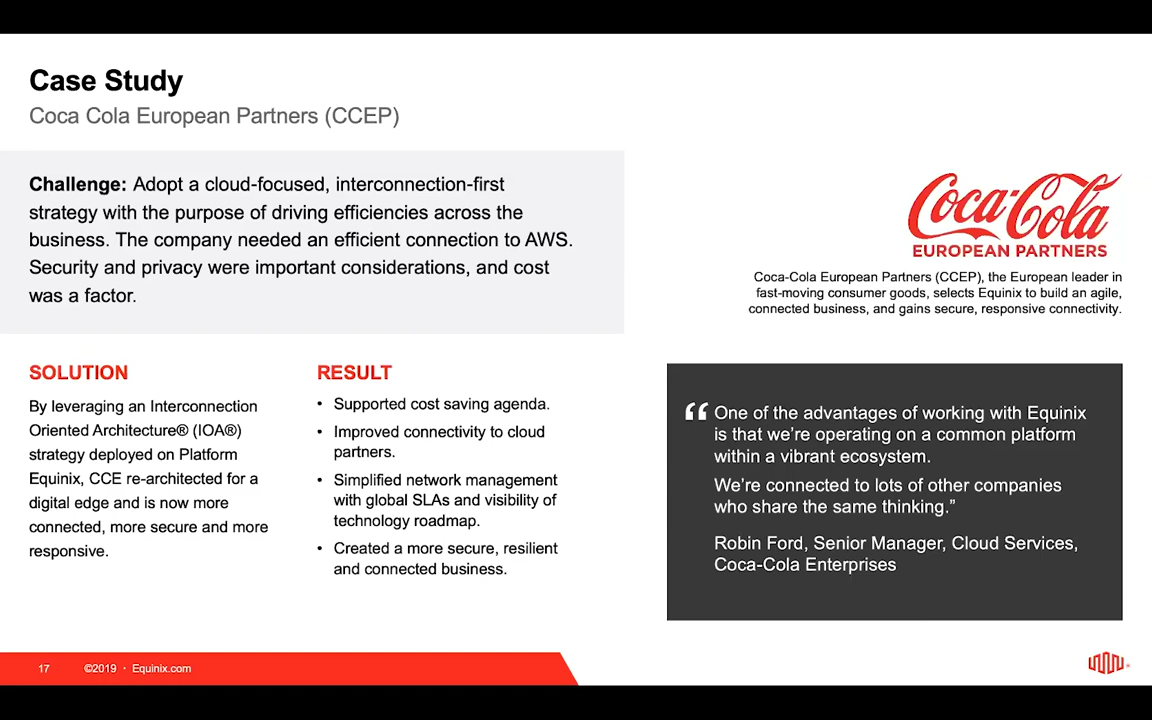 Case Study
Coca Cola European Partners (CCEP)
Challenge: Adopt a cloud-focused, interconnection-first
strategy with the purpose of driving efficiencies across the
business. The company needed an efficient connection to AWS.
Security and privacy were important considerations, and cost
was a factor.
Coca-Cola
EUROPEAN PARTNERS
Coca-Cola European Partners (CCEP), the European leader in
fast-moving consumer goods, selects Equinix to build an agile,
connected business, and gains secure, responsive connectivity.
SOLUTION
By leveraging an Interconnection
Oriented Architecture® (IOA®)
strategy deployed on Platform
Equinix, CCE re-architected for a
digital edge and is now more
connected, more secure and more
responsive.
RESULT
• Supported cost saving agenda.
• Improved connectivity to cloud
partners.
• Simplified network management
with global SLAs and visibility of
technology roadmap.
• Created a more secure, resilient
and connected business.
“ One of the advantages of working with Equinix
is that we’re operating on a common platform
within a vibrant ecosystem.
We’re connected to lots of other companies
who share the same thinking.”
Robin Ford, Senior Manager, Cloud Services,
Coca-Cola Enterprises
17 ©2019 · Equinix.com